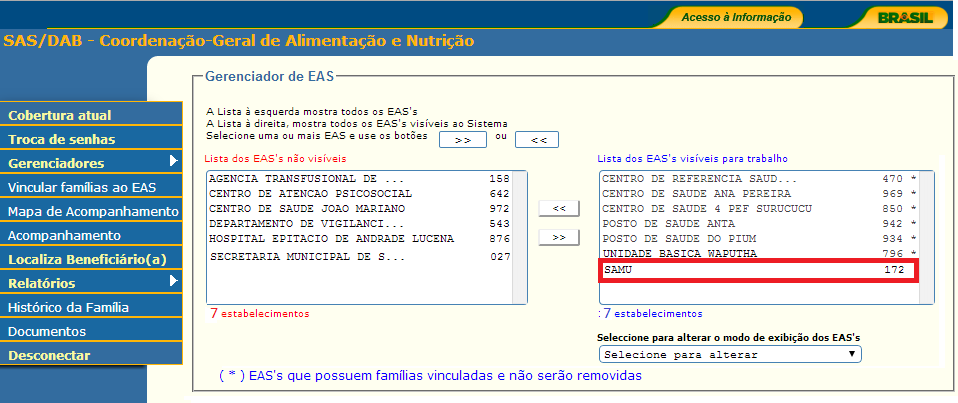 Acesso à Informação
BRASIL
SAS/DAB - Coordenação-Geral de Alimentação e Nutrição
Cobertura atual
Troca de senhas
Gerenciadores
Vincular famílias ao EAS
Mapa de Acompanhamento
Acompanhamento
Localiza Beneficiário(a)
Relatórios
Histórico da Família
Documentos
Desconectar
Gerenciador de EAS
A Lista à esquerda mostra todos os EAS's
A Lista à direita, mostra todos os EAS's visíveis ao Sistema
Selecione uma ou mais EAS e use os botões >> ou <<
Lista dos EAS's não visíveis
AGENCIA TRANSFUSIONAL DE ... 158
CENTRO DE ATENCAO PSICOSOCIAL 642
CENTRO DE SAUDE JOAO MARIANO 972
DEPARTAMENTO DE VIGILANCI... 543
HOSPITAL EPITACIO DE ANDRADE LUCENA 876
SECRETARIA MUNICIPAL DE S... 027
7 estabelecimentos
<<
>>
Lista dos EAS's visíveis para trabalho
CENTRO DE REFERENCIA SAUD... 470 *
CENTRO DE SAUDE ANA PEREIRA 969 *
CENTRO DE SAUDE 4 PEF SURUCUCU 850 *
POSTO DE SAUDE ANTA 942 *
POSTO DE SAUDE DO PIUM 934 *
UNIDADE BASICA WAPUTHA 796 *
SAMU 172
: 7 estabelecimentos
Seleccione para alterar o modo de exibição dos EAS's
Selecione para alterar
( * ) EAS's que possuem famílias vinculadas e não serão removidas